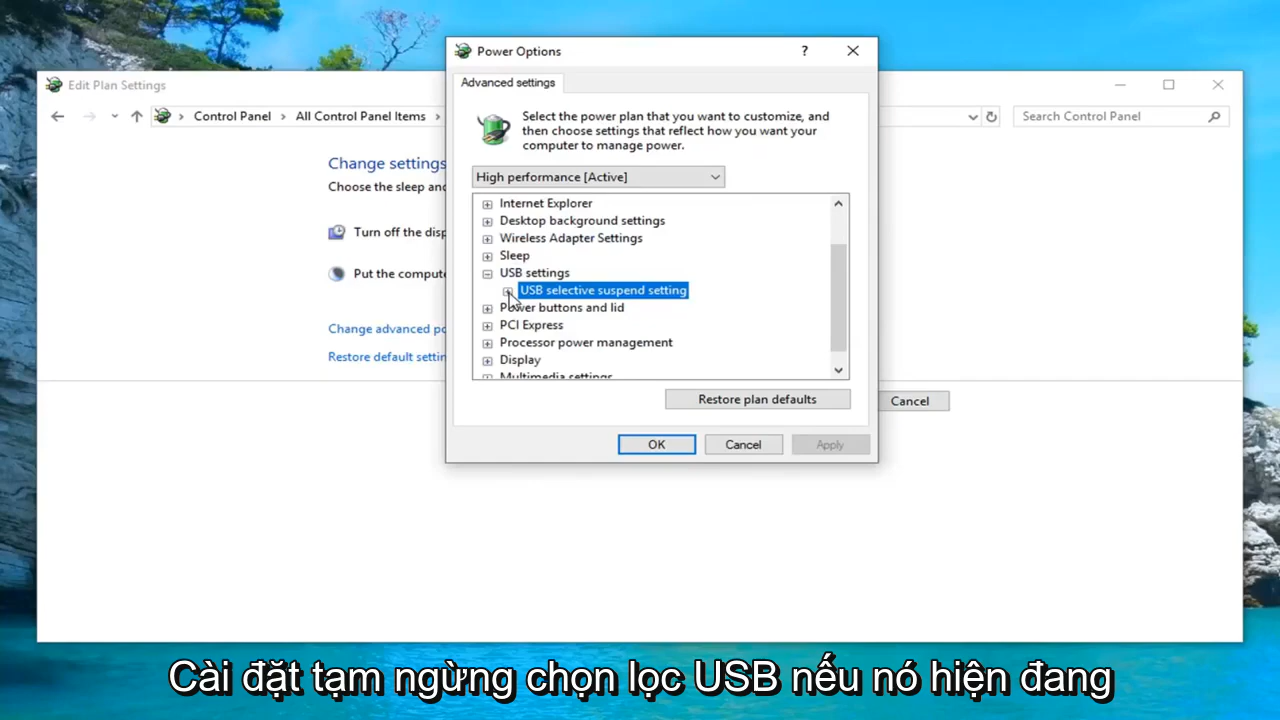 Power Options
?
Edit Plan Settings
Advanced settings
Control Panel
All Control Panel Items
Search Control Panel
Select the power plan that you want to customize, and
then choose settings that reflect how you want your
computer to manage power.
Change settings
Choose the sleep and
High performance [Active]
Internet Explorer
Desktop background settings
Turn off the disp
Wireless Adapter Settings
Sleep
Put the compute
USB settings
USB selective suspend setting
Power buttons and lid
Change advanced po
PCI Express
Processor power management
Restore default settin
Display
Multimedia settings
Restore plan defaults
Cancel
OK
Cancel
Apply
Cài đặt tạm ngừng chọn lọc USB nếu nó hiện đang